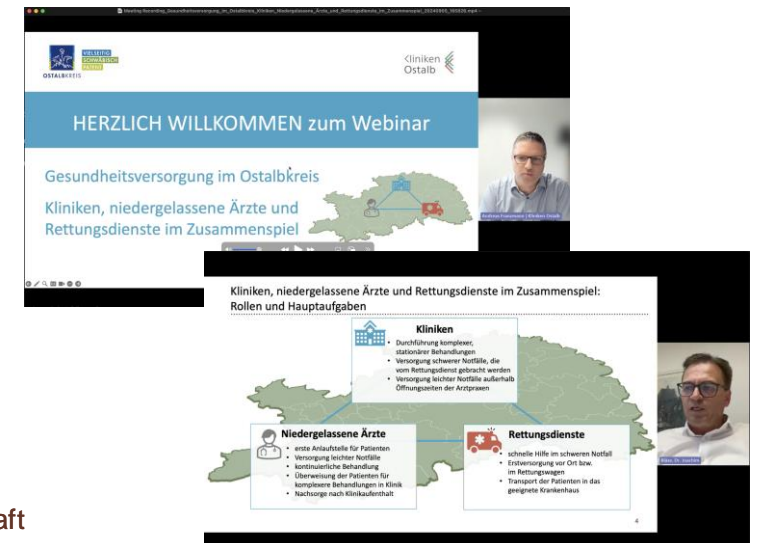 Meeting Recording_Gesundheitsversorgung_im_Ostalbkreis_Kliniken_Niedergelassene_Ärzte_und_Rettungsdienste_im_Zusammenspiel
OSTALBKREIS
VIELSEITIG
SCHWÄBISCH
PATENT
Kliniken
Ostalb
HERZLICH WILLKOMMEN zum Webinar
Gesundheitsversorgung im Ostalbkreis
Kliniken, niedergelassene Ärzte und
Rettungsdienste im Zusammenspiel
Kliniken, niedergelassene Ärzte und Rettungsdienste im Zusammenspiel:
Rollen und Hauptaufgaben
Kliniken
• Durchführung komplexer,
stationärer Behandlungen
• Versorgung schwerer Notfälle, die
vom Rettungsdienst gebracht werden
• Versorgung leichter Notfälle außerhalb
Öffnungszeiten der Arztpraxen
Niedergelassene Ärzte
• erste Anlaufstelle für Patienten
• Versorgung leichter Notfälle
• kontinuierliche Behandlung
• Überweisung der Patienten für
komplexere Behandlungen in Klinik
• Nachsorge nach Klinikaufenthalt
Rettungsdienste
• schnelle Hilfe im schweren Notfall
• Erstversorgung vor Ort bzw.
im Rettungswagen
• Transport der Patienten in das
geeignete Krankenhaus
4
aft